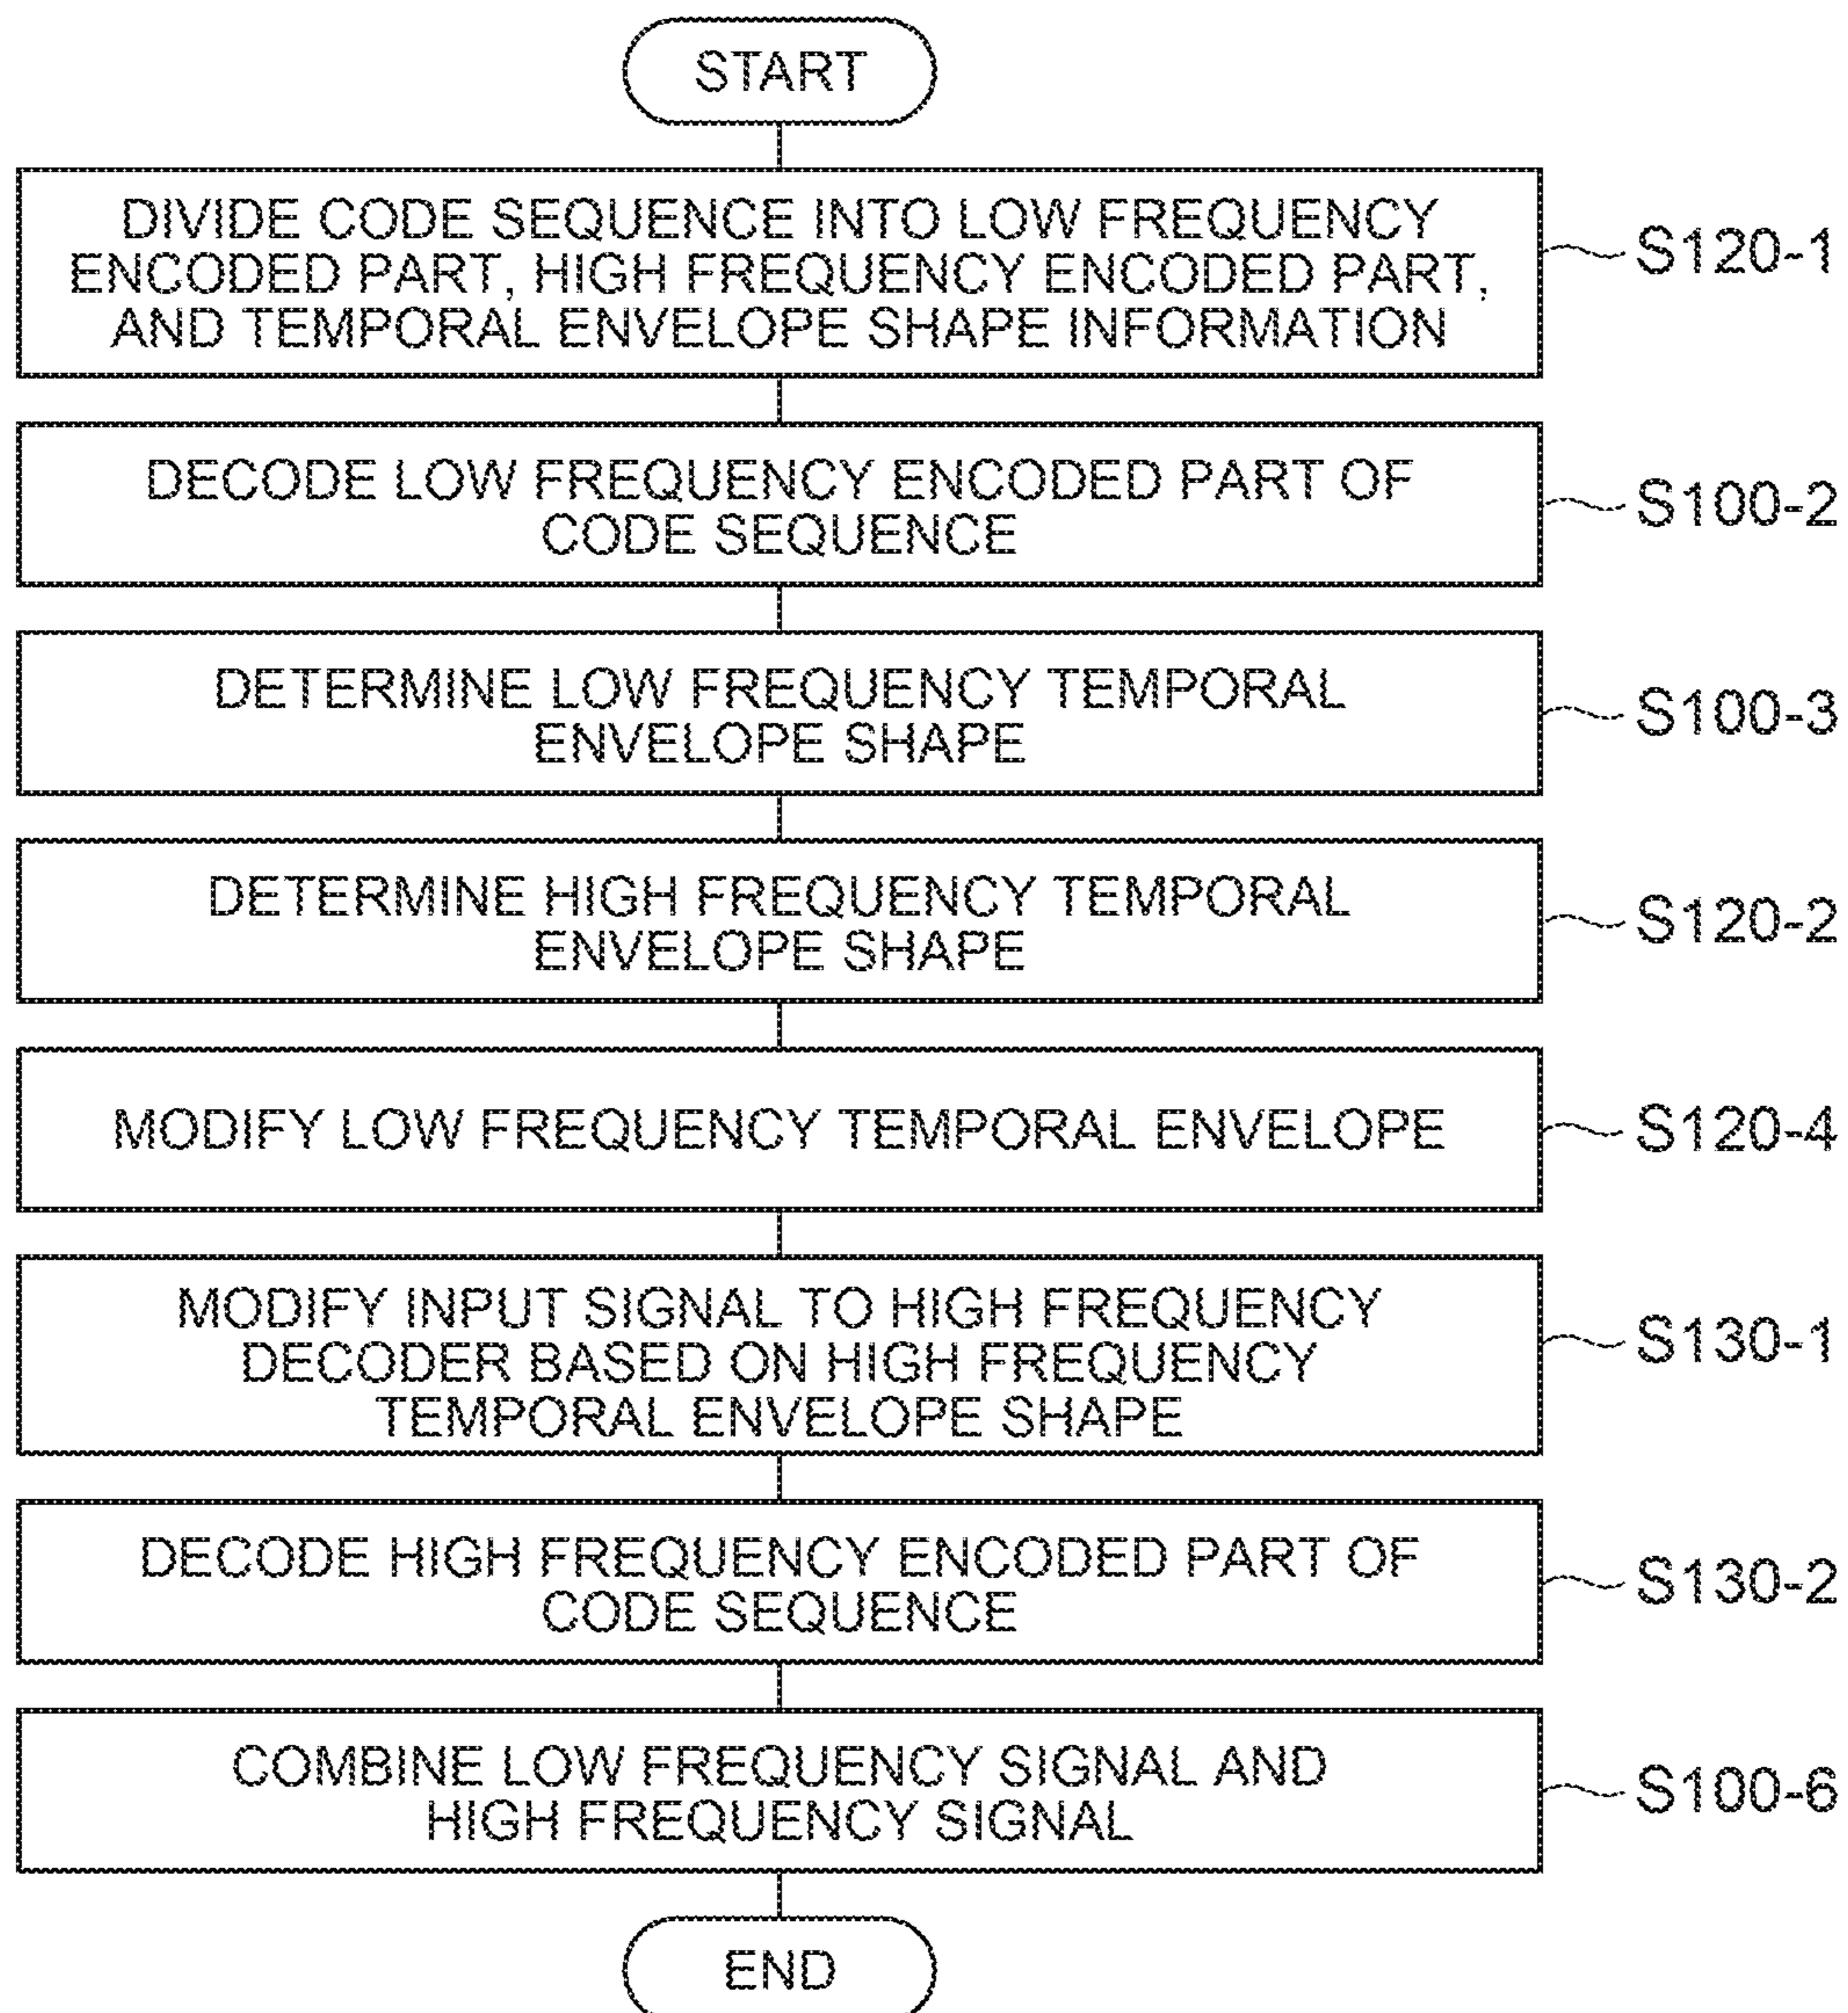 START
DIVIDE CODE SEQUENCE INTO LOW FREQUENCY
ENCODED PART, HIGH FREQUENCY ENCODED PART,
AND TEMPORAL ENVELOPE SHAPE INFORMATION
S120-1
DECODE LOW FREQUENCY ENCODED PART OF
CODE SEQUENCE
S100-2
DETERMINE LOW FREQUENCY TEMPORAL
ENVELOPE SHAPE
S100-3
DETERMINE HIGH FREQUENCY TEMPORAL
ENVELOPE SHAPE
S120-2
MODIFY LOW FREQUENCY TEMPORAL ENVELOPE
S120-4
MODIFY INPUT SIGNAL TO HIGH FREQUENCY
DECODER BASED ON HIGH FREQUENCY
TEMPORAL ENVELOPE SHAPE
S130-1
DECODE HIGH FREQUENCY ENCODED PART OF
CODE SEQUENCE
S130-2
COMBINE LOW FREQUENCY SIGNAL AND
HIGH FREQUENCY SIGNAL
S100-6
END